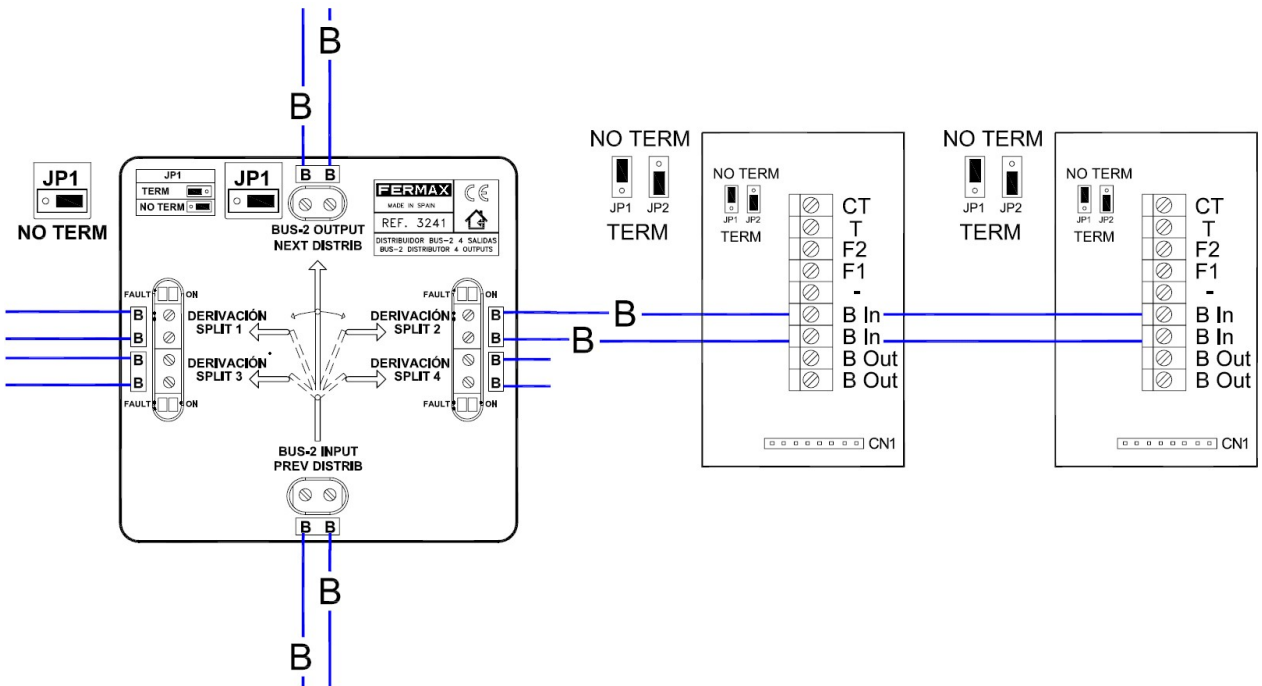 B
B
JP1
NO TERM
JP1
TERM
NO TERM
JP1
B B
BUS-2 OUTPUT
NEXT DISTRIB
FERMAX
MADE IN SPAIN
CE
REF. 3241
DISTRIBUIDOR BUS-2 4 SALIDAS
BUS-2 DISTRIBUTOR 4 OUTPUTS
FAULT ON
B
B
B
B
DERIVACIÓN
SPLIT 1
DERIVACIÓN
SPLIT 3
FAULT ON
FAULT ON
DERIVACIÓN
SPLIT 2
DERIVACIÓN
SPLIT 4
B
B
B
B
FAULT ON
BUS-2 INPUT
PREV DISTRIB
B B
B
B
B
B
NO TERM
JP1 JP2
TERM
NO TERM
JP1 JP2
TERM
CT
T
F2
F1
-
B In
B In
B Out
B Out
CN1
NO TERM
JP1 JP2
TERM
NO TERM
JP1 JP2
TERM
CT
T
F2
F1
-
B In
B In
B Out
B Out
CN1